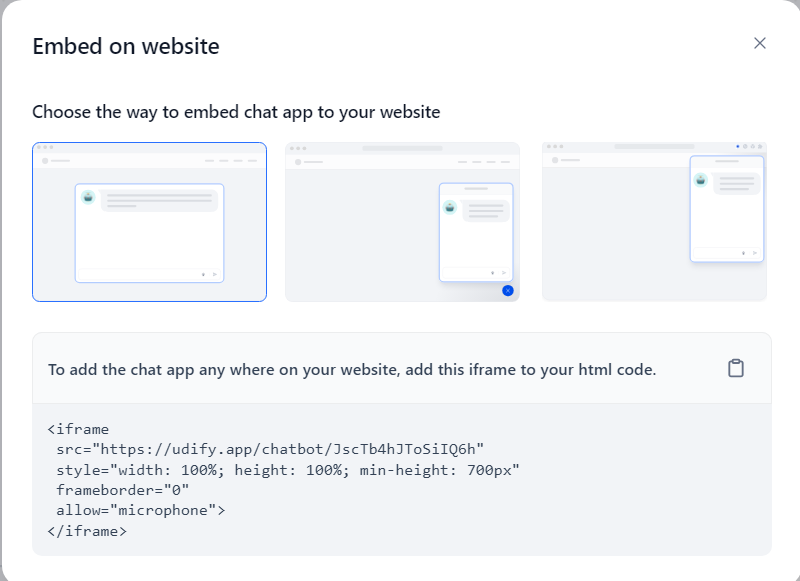 Embed on website
Choose the way to embed chat app to your website
To add the chat app any where on your website, add this iframe to your html code.
<iframe
src="https://udify.app/chatbot/JscTb4hJToSiIQ6h"
style="width: 100%; height: 100%; min-height: 700px"
frameborder="0"
allow="microphone">
</iframe>